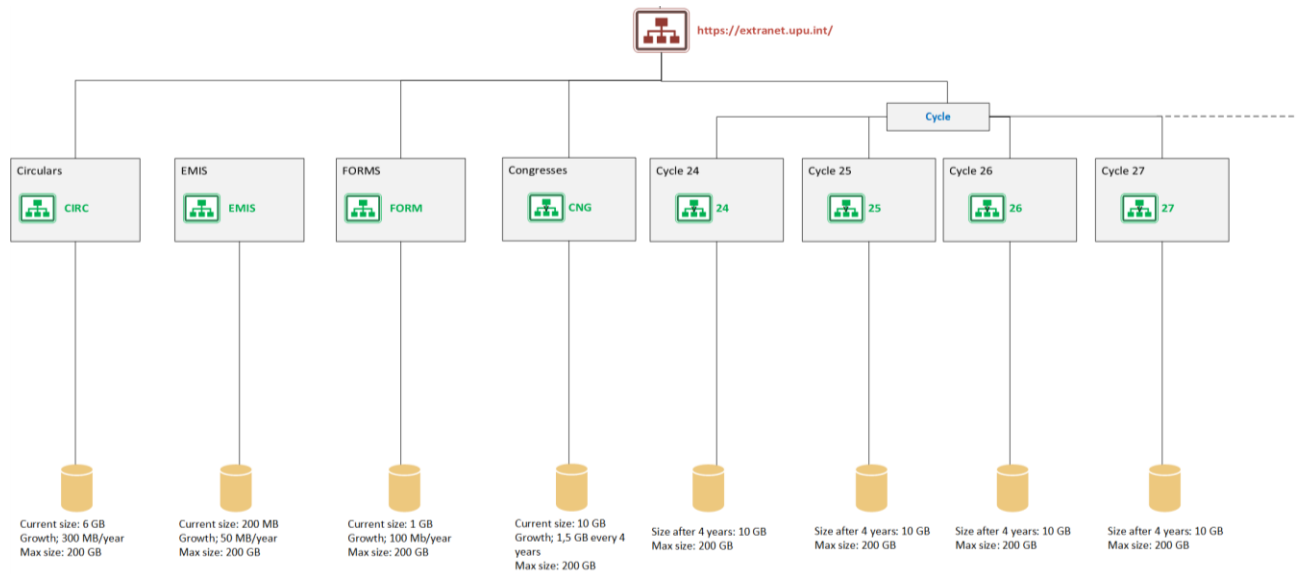 https://extranet.upu.int/
Cycle
Circulars
CIRC
EMIS
EMIS
FORMS
FORM
Congresses
CNG
Cycle 24
24
Cycle 25
25
Cycle 26
26
Cycle 27
27
Current size: 6 GB
Growth; 300 MB/year
Max size: 200 GB
Current size: 200 MB
Growth; 50 MB/year
Max size: 200 GB
Current size: 1 GB
Growth; 100 Mb/year
Max size: 200 GB
Current size: 10 GB
Growth; 1,5 GB every 4
years
Max size: 200 GB
Size after 4 years: 10 GB
Max size: 200 GB
Size after 4 years: 10 GB
Max size: 200 GB
Size after 4 years: 10 GB
Max size: 200 GB
Size after 4 years: 10 GB
Max size: 200 GB